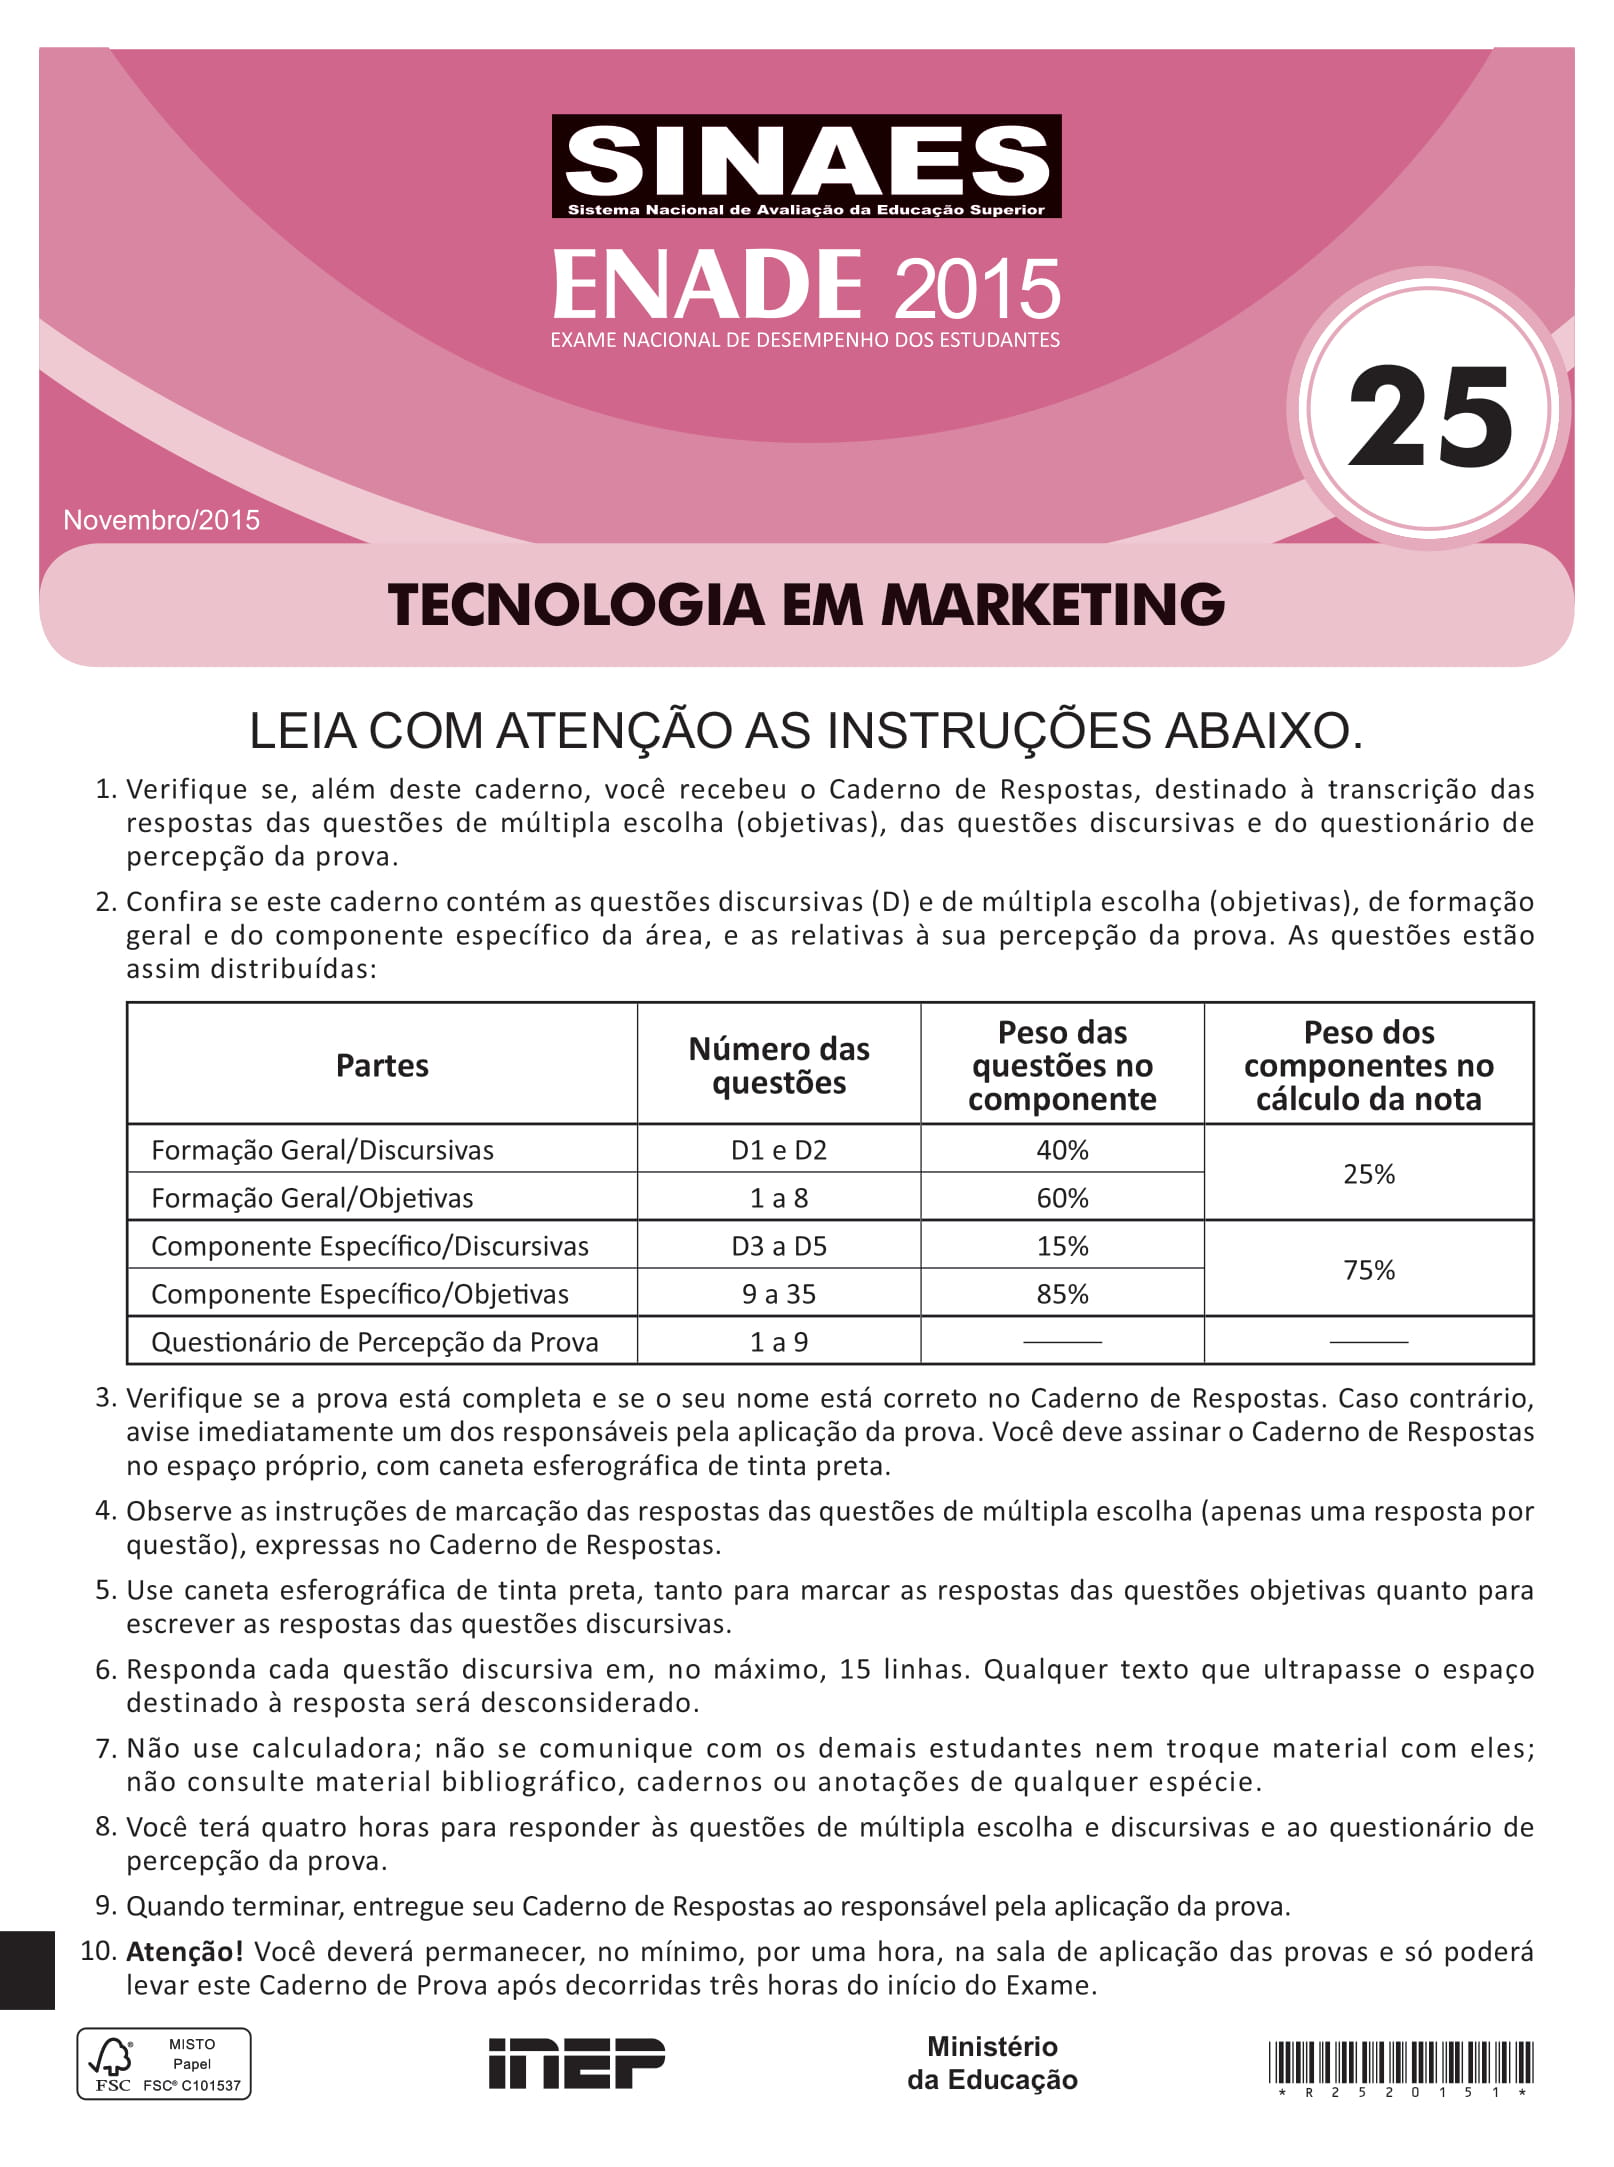 SINAES
Sistema Nacional de Avaliação da Educação Superior
ENADE 2015
EXAME NACIONAL DE DESEMPENHO DOS ESTUDANTES
25
Novembro/2015
TECNOLOGIA EM MARKETING
LEIA COM ATENÇÃO AS INSTRUÇÕES ABAIXO.
1. Verifique se, além deste caderno, você recebeu o Caderno de Respostas, destinado à transcrição das
respostas das questões de múltipla escolha (objetivas), das questões discursivas e do questionário de
percepção da prova.
2. Confira se este caderno contém as questões discursivas (D) e de múltipla escolha (objetivas), de formação
geral e do componente específico da área, e as relativas à sua percepção da prova. As questões estão
assim distribuídas:
Partes
Número das
questões
Peso das
questões no
componente
Peso dos
componentes no
cálculo da nota
Formação Geral/Discursivas D1 e D2 40%
25%
Formação Geral/Objetivas 1 a 8 60%
Componente Específico/Discursivas D3 a D5 15%
75%
Componente Específico/Objetivas 9 a 35 85%
Questionário de Percepção da Prova 1 a 9
3. Verifique se a prova está completa e se o seu nome está correto no Caderno de Respostas. Caso contrário,
avise imediatamente um dos responsáveis pela aplicação da prova. Você deve assinar o Caderno de Respostas
no espaço próprio, com caneta esferográfica de tinta preta.
4. Observe as instruções de marcação das respostas das questões de múltipla escolha (apenas uma resposta por
questão), expressas no Caderno de Respostas.
5. Use caneta esferográfica de tinta preta, tanto para marcar as respostas das questões objetivas quanto para
escrever as respostas das questões discursivas.
6. Responda cada questão discursiva em, no máximo, 15 linhas. Qualquer texto que ultrapasse o espaço
destinado à resposta será desconsiderado.
7. Não use calculadora; não se comunique com os demais estudantes nem troque material com eles;
não consulte material bibliográfico, cadernos ou anotações de qualquer espécie.
8. Você terá quatro horas para responder às questões de múltipla escolha e discursivas e ao questionário de
percepção da prova.
9. Quando terminar, entregue seu Caderno de Respostas ao responsável pela aplicação da prova.
10. Atenção! Você deverá permanecer, no mínimo, por uma hora, na sala de aplicação das provas e só poderá
levar este Caderno de Prova após decorridas três horas do início do Exame.
MISTO
Papel
FSC FSC® C101537
INEP
Ministério
da Educação
* R 2 5 2 0 1 5 1 *